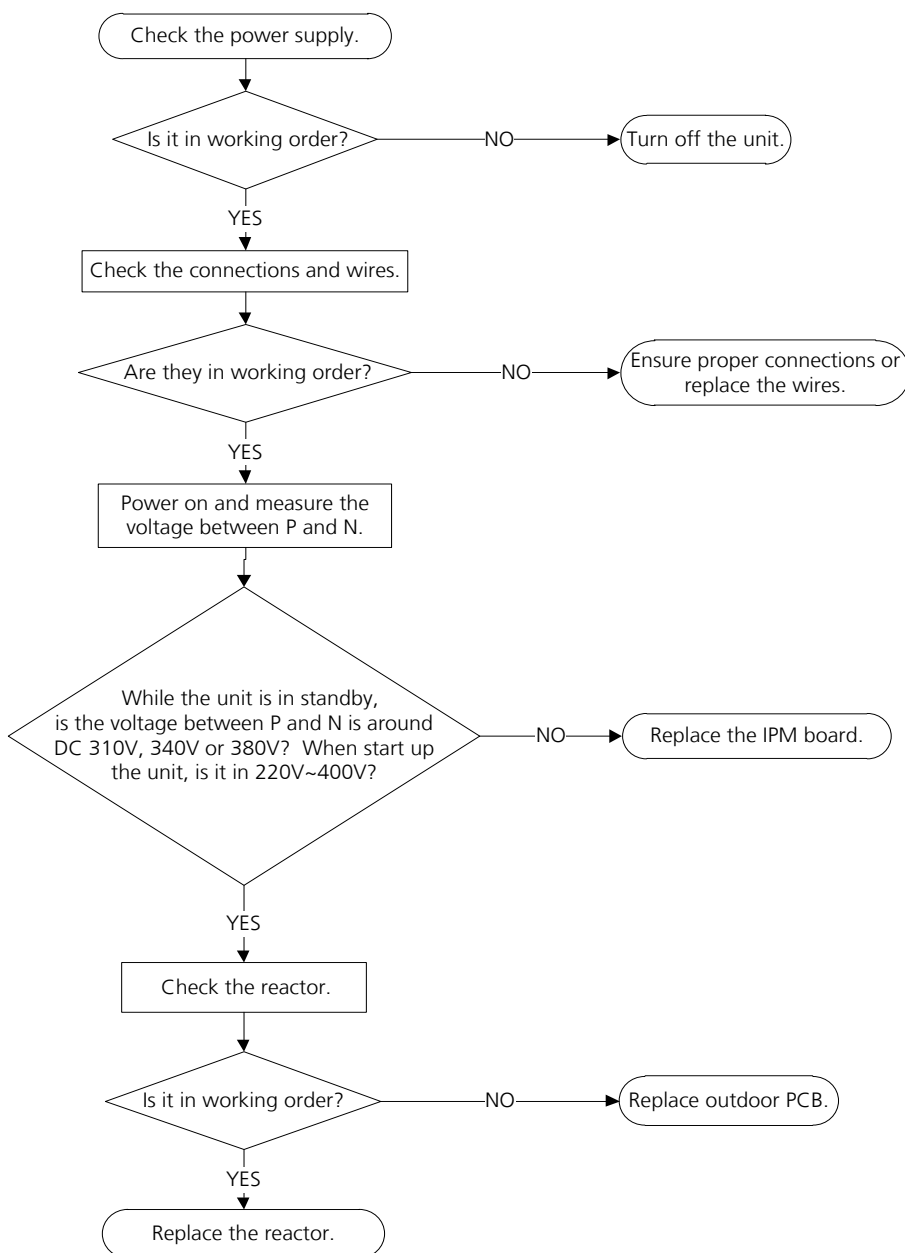 Check the power supply.
Is it in working order?
NO
Turn off the unit.
YES
Check the connections and wires.
Are they in working order?
NO
Ensure proper connections or
replace the wires.
YES
Power on and measure the
voltage between P and N.
While the unit is in standby,
is the voltage between P and N is around
DC 310V, 340V or 380V? When start up
the unit, is it in 220V~400V?
NO
Replace the IPM board.
YES
Check the reactor.
Is it in working order?
NO
Replace outdoor PCB.
YES
Replace the reactor.